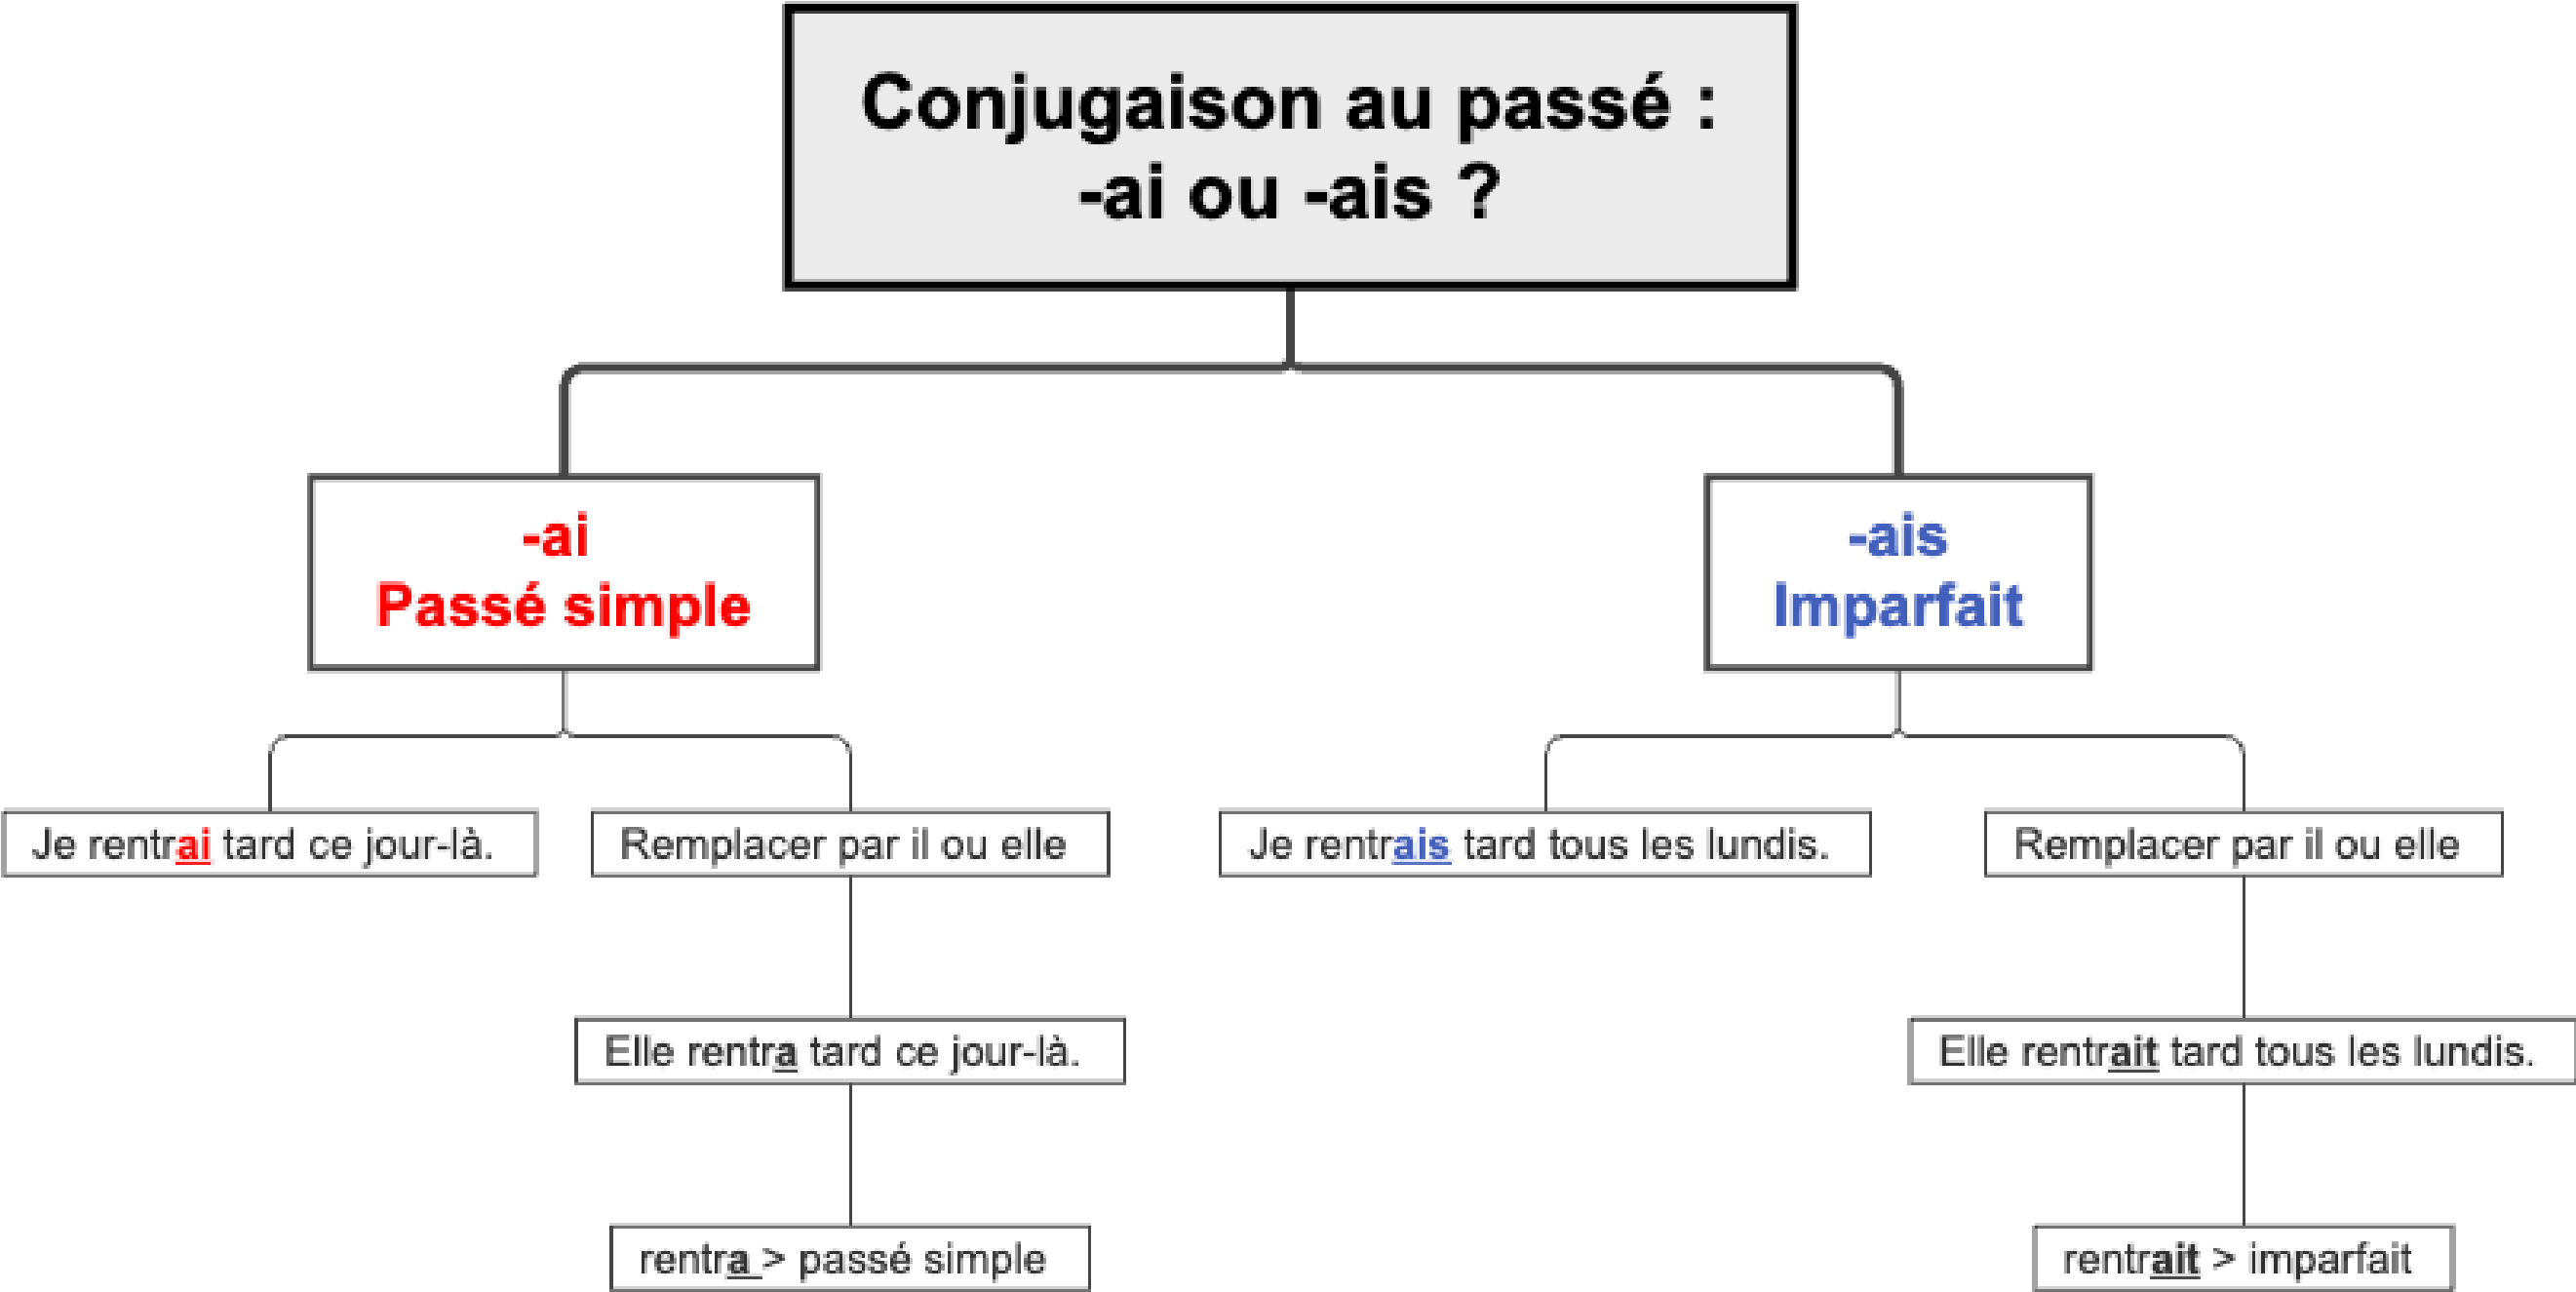 Conjugaison au passé :
-ai ou -ais ?
-ai
Passé simple
-ais
Imparfait
Je rentrai tard ce jour-là.
Remplacer par il ou elle
Je rentrais tard tous les lundis.
Remplacer par il ou elle
Elle rentra tard ce jour-là.
Elle rentrait tard tous les lundis.
rentra > passé simple
rentrait > imparfait